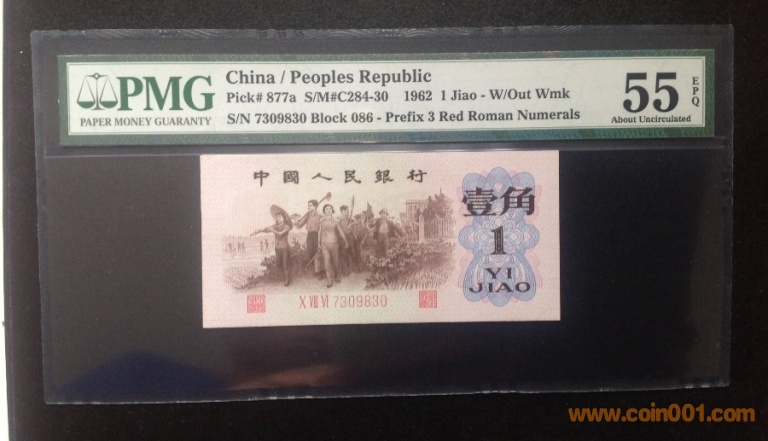 PMG
PAPER MONEY GUARANTY
China / Peoples Republic
Pick# 877a S/M#C284-30 1962 1 Jiao - W/Out Wmk
S/N 7309830 Block 086 - Prefix 3 Red Roman Numerals
55
EPQ
About Uncirculated
中國人民銀行
壹角
1
YI
JIAO
X VII VI 7309830
www.coin001.com